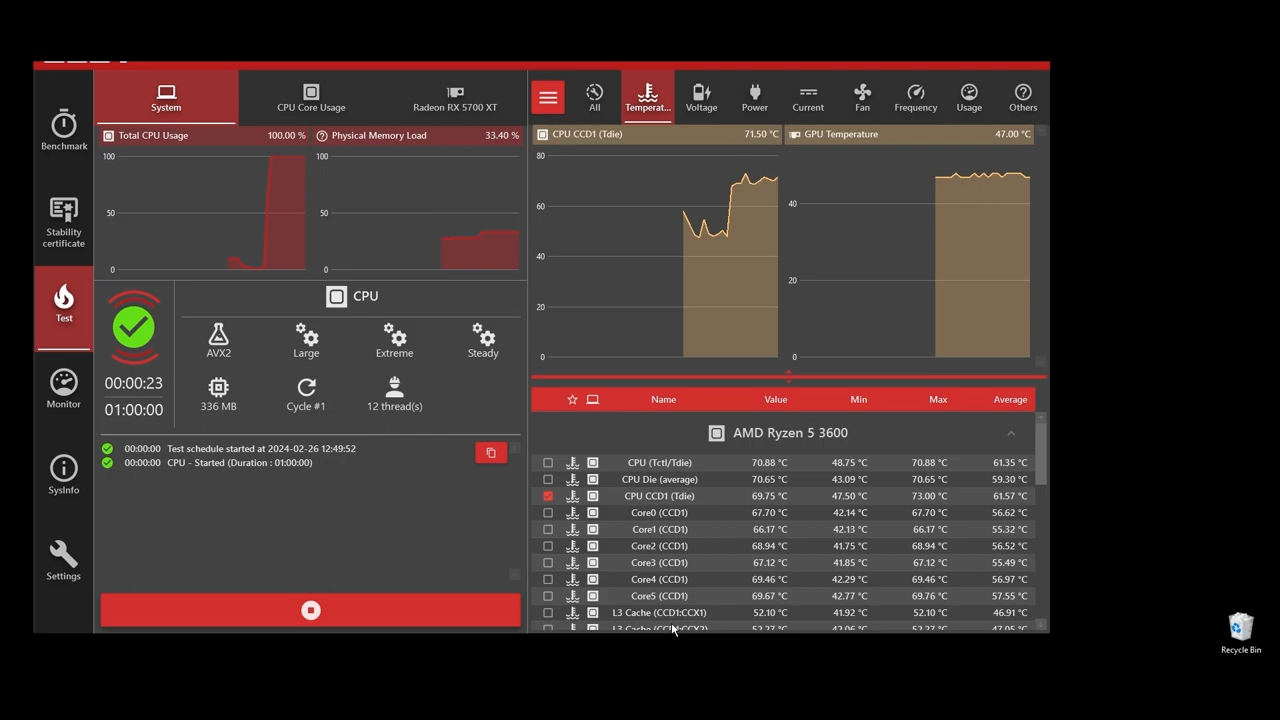 System
CPU Core Usage
Radeon RX 5700 XT
All
Temperat...
Voltage
Power
Current
Fan
Frequency
Usage
Others
Benchmark
Stability
certificate
Test
Monitor
SysInfo
Settings
Total CPU Usage 100.00 %
100
50
0
Physical Memory Load 33.40 %
100
50
0
CPU CCD1 (Tdie) 71.50 °C
80
60
40
20
0
GPU Temperature 47.00 °C
40
20
0
00:00:23
01:00:00
CPU
AVX2 Large Extreme Steady
336 MB Cycle #1 12 thread(s)
00:00:00 Test schedule started at 2024-02-26 12:49:52
00:00:00 CPU - Started (Duration : 01:00:00)
Name Value Min Max Average
AMD Ryzen 5 3600
CPU (Tctl/Tdie) 70.88 °C 48.75 °C 70.88 °C 61.35 °C
CPU Die (average) 70.65 °C 43.09 °C 70.65 °C 59.30 °C
CPU CCD1 (Tdie) 69.75 °C 47.50 °C 73.00 °C 61.57 °C
Core0 (CCD1) 67.70 °C 42.14 °C 67.70 °C 56.62 °C
Core1 (CCD1) 66.17 °C 42.13 °C 66.17 °C 55.32 °C
Core2 (CCD1) 68.94 °C 41.75 °C 68.94 °C 56.52 °C
Core3 (CCD1) 67.12 °C 41.85 °C 67.12 °C 55.49 °C
Core4 (CCD1) 69.46 °C 42.29 °C 69.46 °C 56.97 °C
Core5 (CCD1) 69.67 °C 42.77 °C 69.76 °C 57.55 °C
L3 Cache (CCD1:CCX1) 52.10 °C 41.92 °C 52.10 °C 46.91 °C
L3 Cache
Recycle Bin